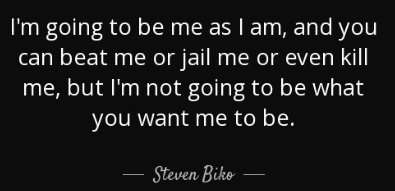 I'm going to be me as I am, and you
can beat me or jail me or even kill
me, but I'm not going to be what
you want me to be.
— Steven Biko —